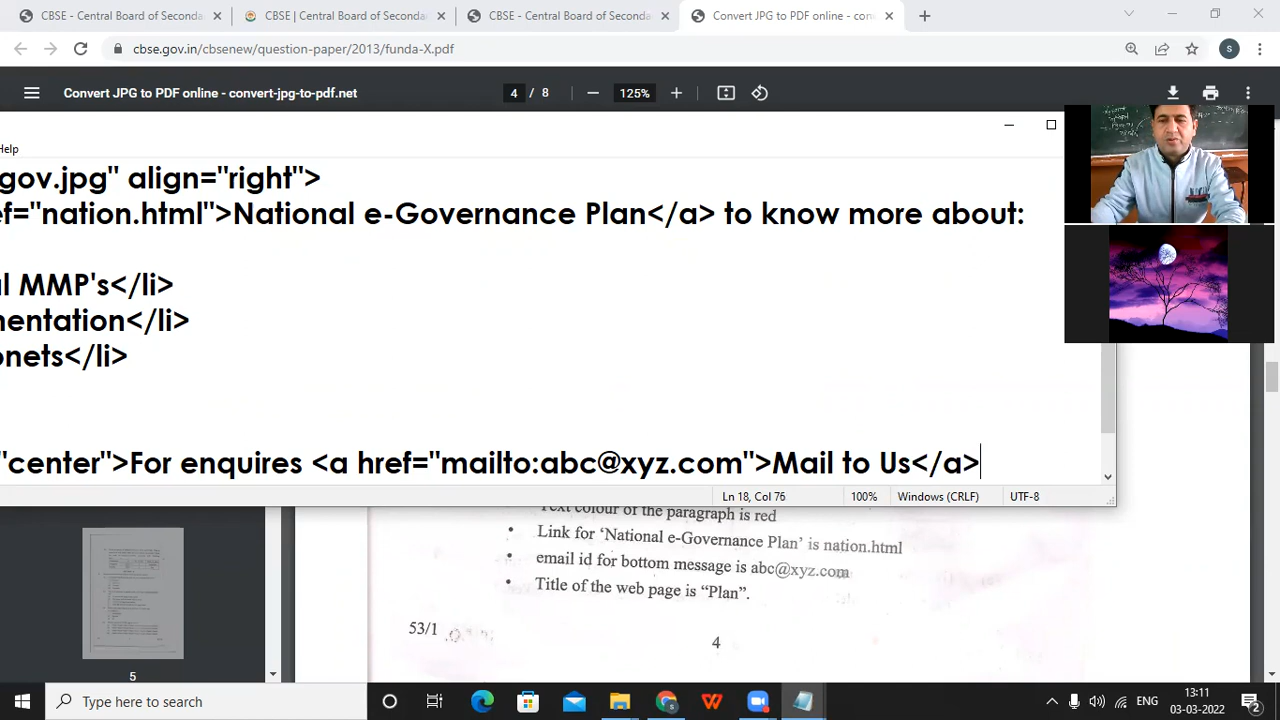 CBSE - Central Board of Seconda
CBSE | Central Board of Seconda
CBSE - Central Board of Seconda
Convert JPG to PDF online - con
cbse.gov.in/cbsenew/question-paper/2013/funda-X.pdf
S
Convert JPG to PDF online - convert-jpg-to-pdf.net
4 / 8
125%
Help
gov.jpg" align="right">
ef="nation.html">National e-Governance Plan</a> to know more about:
al MMP's</li>
mentation</li>
onets</li>
"center">For enquires <a href="mailto:abc@xyz.com">Mail to Us</a>
Ln 18, Col 76
100%
Windows (CRLF)
UTF-8
Text colour of the paragraph is red
• Link for 'National e-Governance Plan' is nation.html
• email id for bottom message is abc@xyz.com
• Title of the web page is "Plan".
53/1
4
5
Type here to search
ENG
13:11
03-03-2022
2